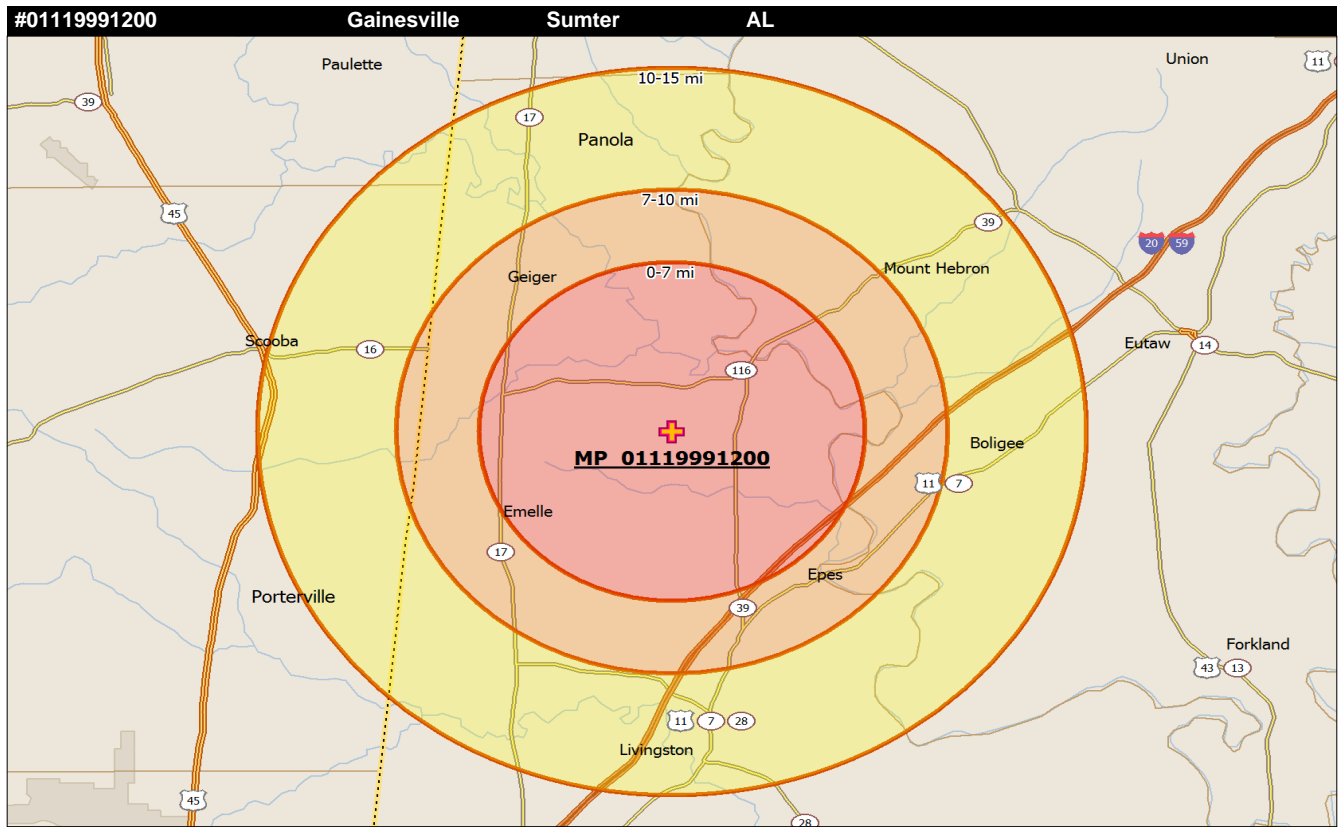 #01119991200 Gainesville Sumter AL
Paulette
Union
11
10-15 mi
39
17
Panola
45
7-10 mi
39
20 59
0-7 mi
Mount Hebron
Geiger
Scooba
16
Eutaw
14
116
MP 01119991200
Boligee
11 7
Emelle
17
Epes
Porterville
39
Forkland
43 13
11 7 28
Livingston
45
28